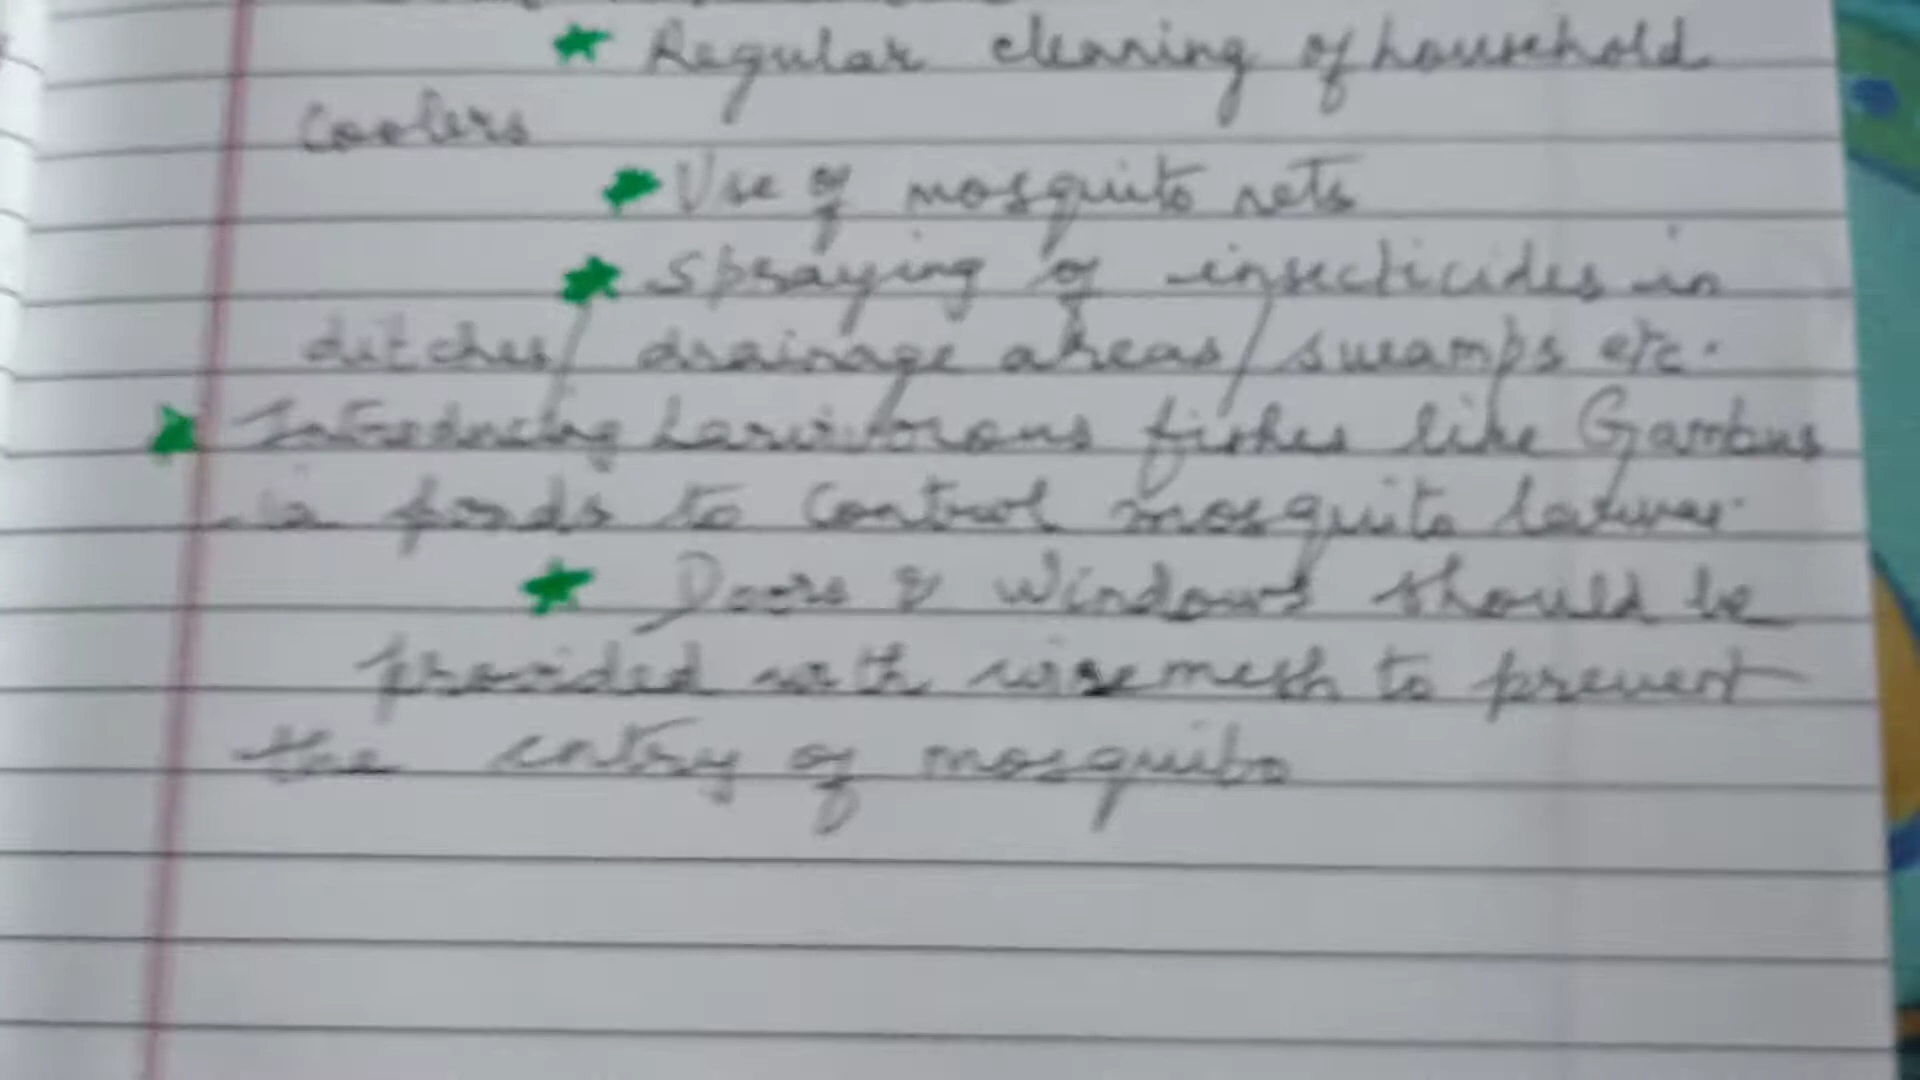 Regular cleaning of household
coolers
Use of mosquito nets
Spraying of insecticides in
ditches/ drainage areas/ swamps etc.
Introducing larvivorous fishes like Gambus
ia ponds to control mosquito larvae.
Doors & windows should be
provided with wiremesh to prevent
the entry of mosquito